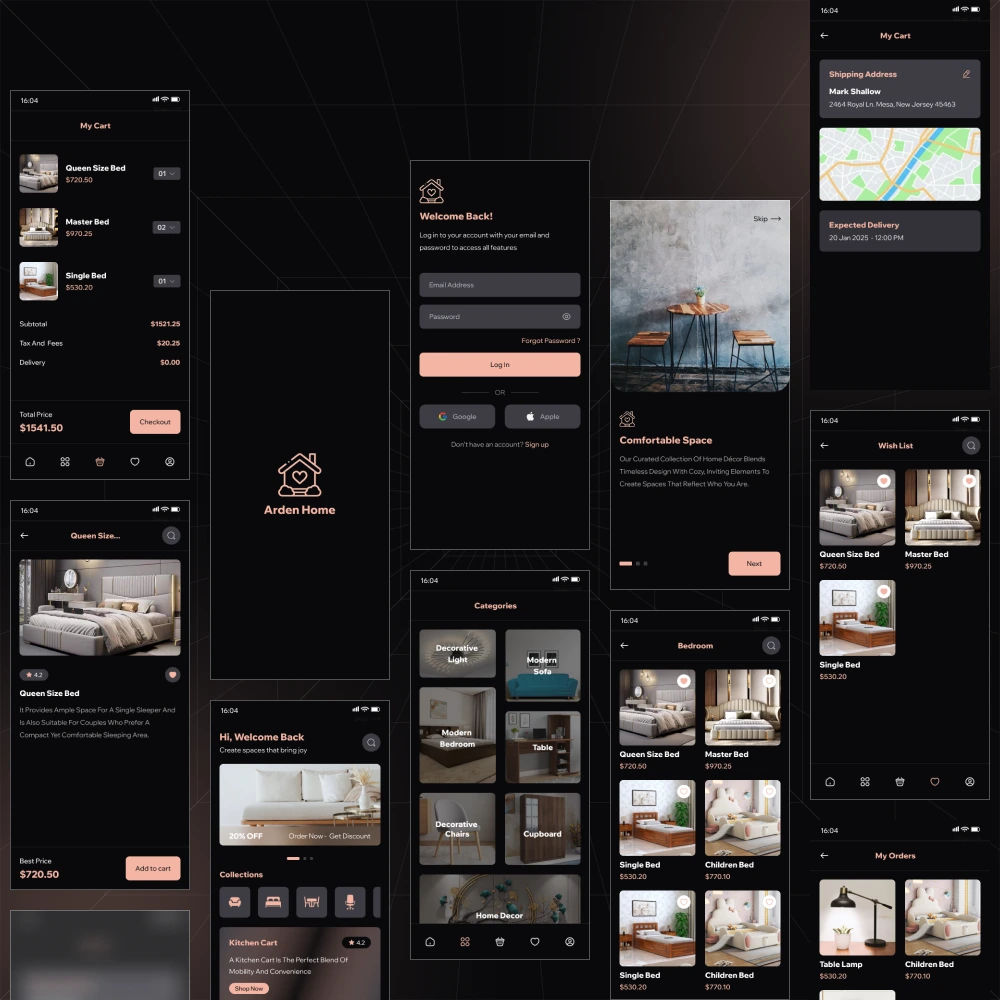 16:04
My Cart
Queen Size Bed
$720.50
01
Master Bed
$970.25
02
Single Bed
$530.20
01
Subtotal
$1521.25
Tax And Fees
$20.25
Delivery
$0.00
Total Price
$1541.50
Checkout
16:04
Queen Size...
4.2
Queen Size Bed
It Provides Ample Space For A Single Sleeper And
Is Also Suitable For Couples Who Prefer A
Compact Yet Comfortable Sleeping Area.
Best Price
$720.50
Add to cart
Arden Home
16:04
Hi, Welcome Back
Create spaces that bring joy
20% OFF
Order Now - Get Discount
Collections
Kitchen Cart
4.2
A Kitchen Cart Is The Perfect Blend Of
Mobility And Convenience
Shop Now
Welcome Back!
Log in to your account with your email and
password to access all features
Email Address
Password
Forgot Password ?
Log In
OR
Google
Apple
Don't have an account? Sign up
16:04
Categories
Decorative
Light
Modern
Sofa
Modern
Bedroom
Table
Decorative
Chairs
Cupboard
Home Decor
Skip
Comfortable Space
Our Curated Collection Of Home Décor Blends
Timeless Design With Cozy, Inviting Elements To
Create Spaces That Reflect Who You Are.
Next
16:04
Bedroom
Queen Size Bed
$720.50
Master Bed
$970.25
Single Bed
$530.20
Children Bed
$770.10
Single Bed
$530.20
Children Bed
$770.10
16:04
My Cart
Shipping Address
Mark Shallow
2464 Royal Ln. Mesa, New Jersey 45463
Expected Delivery
20 Jan 2025 - 12:00 PM
16:04
Wish List
Queen Size Bed
$720.50
Master Bed
$970.25
Single Bed
$530.20
16:04
My Orders
Table Lamp
$530.20
Children Bed
$770.10